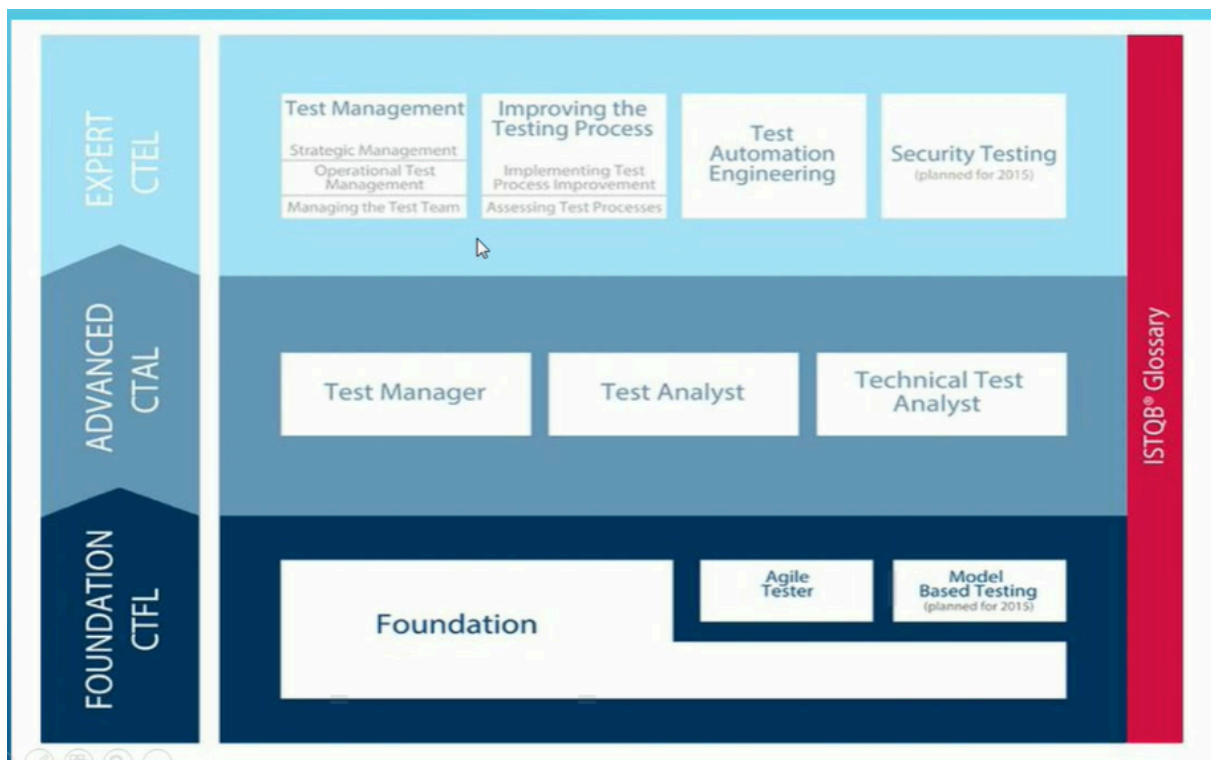 EXPERT
CTEL
Test Management
Strategic Management
Operational Test
Management
Managing the Test Team
Improving the
Testing Process
Implementing Test
Process Improvement
Assessing Test Processes
Test
Automation
Engineering
Security Testing
(planned for 2015)
ADVANCED
CTAL
Test Manager
Test Analyst
Technical Test
Analyst
FOUNDATION
CTFL
Foundation
Agile
Tester
Model
Based Testing
(planned for 2015)
ISTQB® Glossary